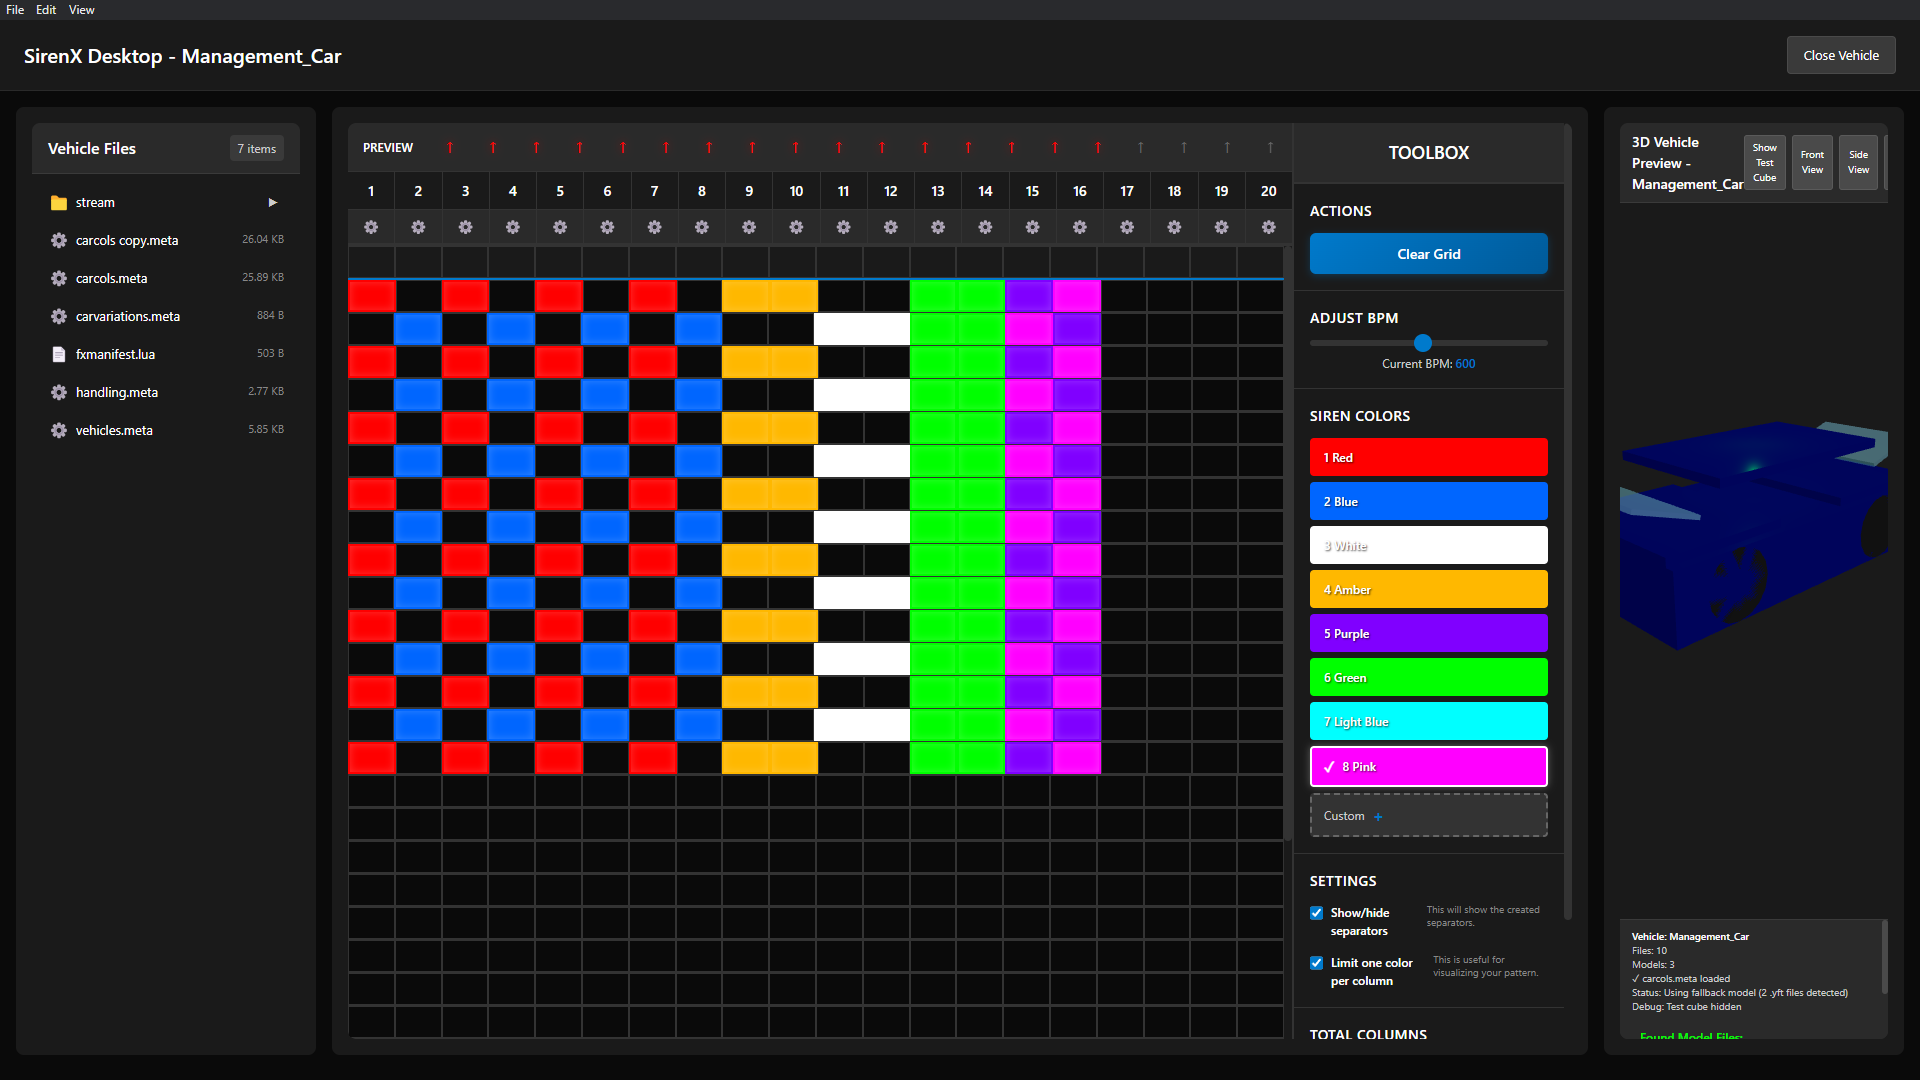 File Edit View
SirenX Desktop - Management_Car
Close Vehicle
Vehicle Files
7 items
stream
carcols copy.meta 26.04 KB
carcols.meta 25.89 KB
carvariations.meta 884 B
fxmanifest.lua 503 B
handling.meta 2.77 KB
vehicles.meta 5.85 KB
PREVIEW ↑ ↑ ↑ ↑ ↑ ↑ ↑ ↑ ↑ ↑ ↑ ↑ ↑ ↑ ↑ ↑ ↑ ↑ ↑ ↑
1 2 3 4 5 6 7 8 9 10 11 12 13 14 15 16 17 18 19 20
TOOLBOX
ACTIONS
Clear Grid
ADJUST BPM
Current BPM: 600
SIREN COLORS
1 Red
2 Blue
3 White
4 Amber
5 Purple
6 Green
7 Light Blue
✓ 8 Pink
Custom +
SETTINGS
Show/hide
separators
This will show the created
separators.
Limit one color
per column
This is useful for
visualizing your pattern.
TOTAL COLUMNS
3D Vehicle
Preview -
Management_Car
Show
Test
Cube
Front
View
Side
View
Vehicle: Management_Car
Files: 10
Models: 3
✓ carcols.meta loaded
Status: Using fallback model (2 .yft files detected)
Debug: Test cube hidden
Found Model Files: